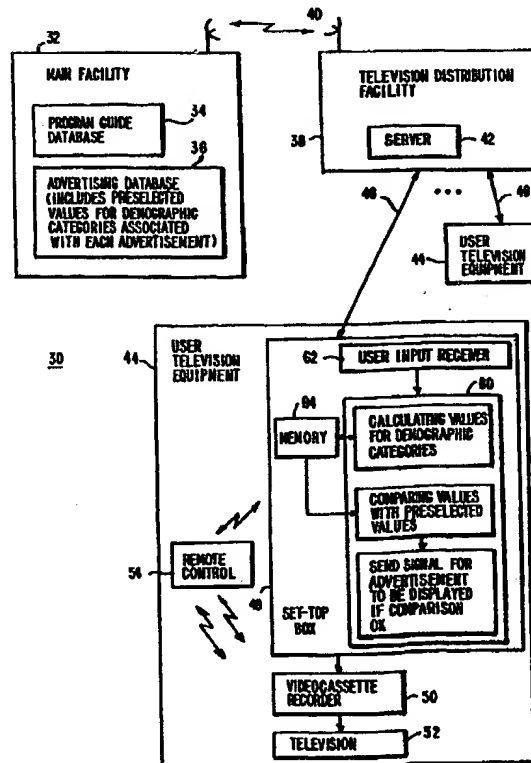 40
32
MAIN FACILITY
PROGRAM GUIDE
DATABASE
34
36
ADVERTISING DATABASE
(INCLUDES PRESELECTED
VALUES FOR DEMOGRAPHIC
CATEGORIES ASSOCIATED
WITH EACH ADVERTISEMENT)
TELEVISION DISTRIBUTION
FACILITY
38
SERVER
42
46
49
44
USER
TELEVISION
EQUIPMENT
30
44
USER
TELEVISION
EQUIPMENT
62
USER INPUT RECEIVER
60
64
MEMORY
CALCULATING VALUES
FOR DEMOGRAPHIC
CATEGORIES
COMPARING VALUES
WITH PRESELECTED
VALUES
SEND SIGNAL FOR
ADVERTISEMENT
TO BE DISPLAYED
IF COMPARISON
OK
REMOTE
CONTROL
54
48
SET-TOP
BOX
VIDEOCASSETTE
RECORDER
50
TELEVISION
52